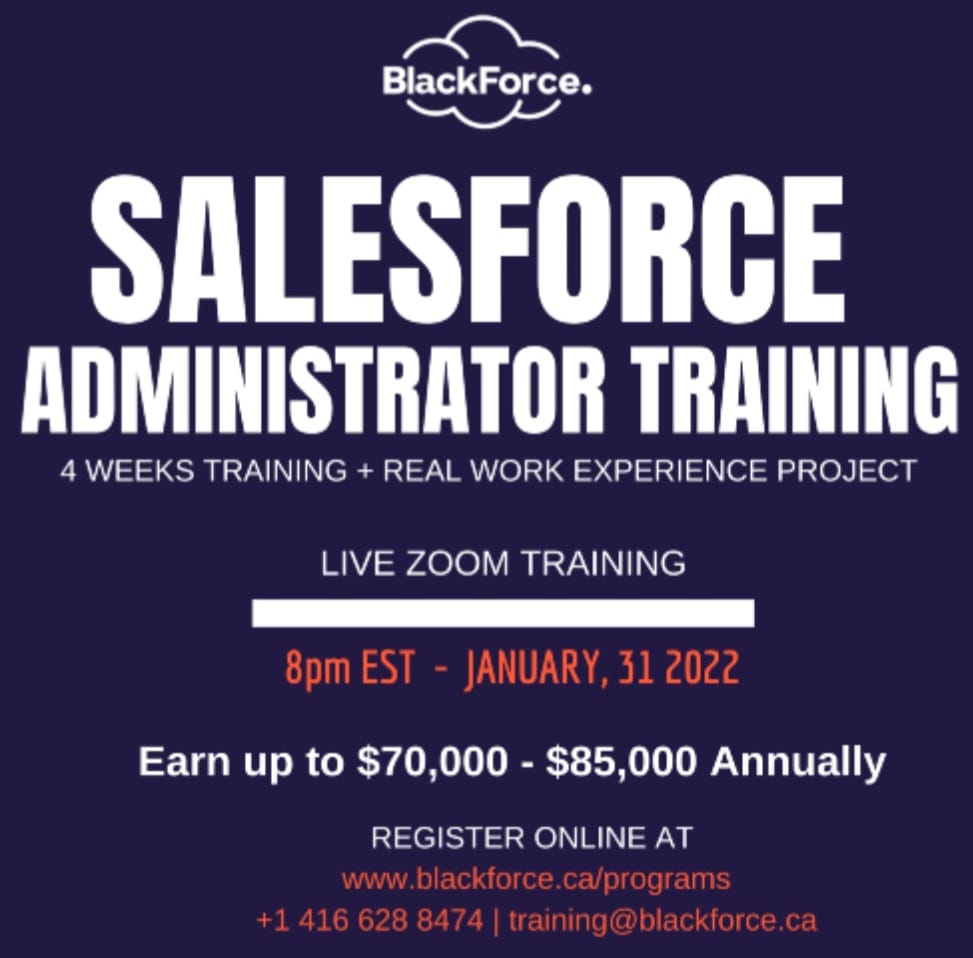 BlackForce.
SALESFORCE
ADMINISTRATOR TRAINING
4 WEEKS TRAINING + REAL WORK EXPERIENCE PROJECT
LIVE ZOOM TRAINING
8pm EST - JANUARY, 31 2022
Earn up to $70,000 - $85,000 Annually
REGISTER ONLINE AT
www.blackforce.ca/programs
+1 416 628 8474 | training@blackforce.ca